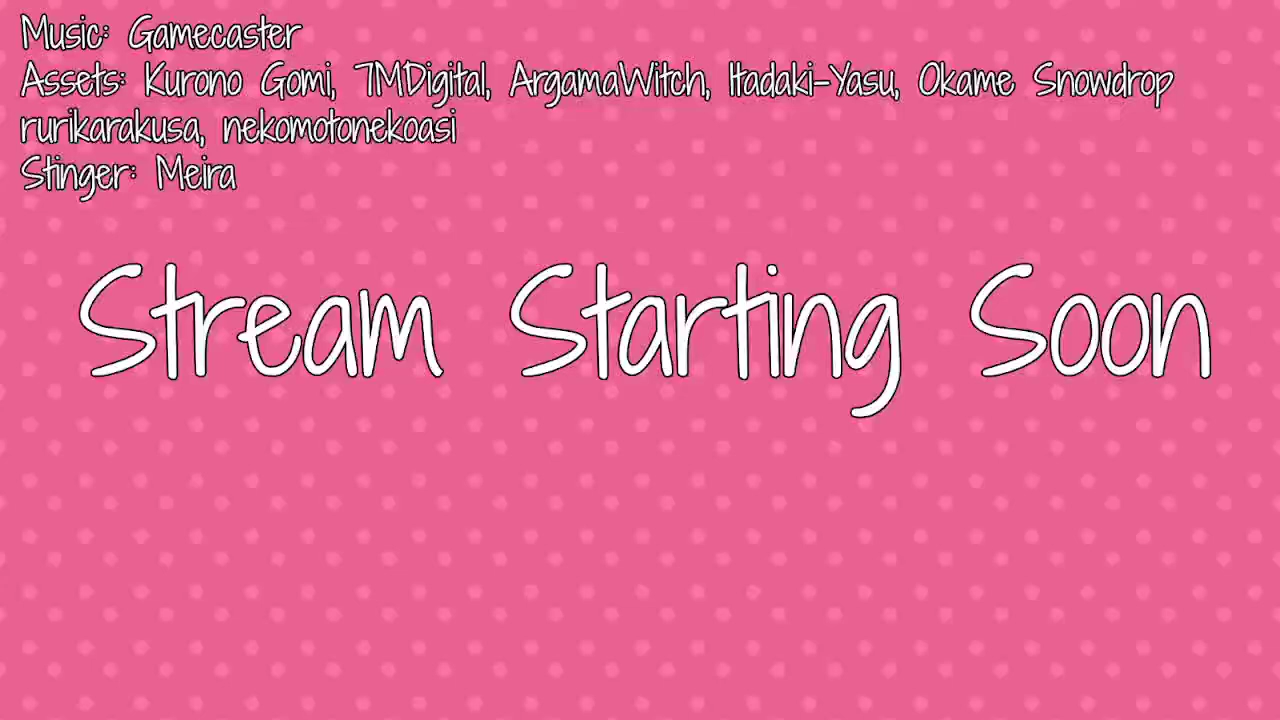 Music: Gamecaster
Assets: Kurono Gomi, 7MDigital, ArgamaWitch, Itadaki-Yasu, Okame Snowdrop
rurikarakusa, nekomotonekoasi
Stinger: Meira
Stream Starting Soon